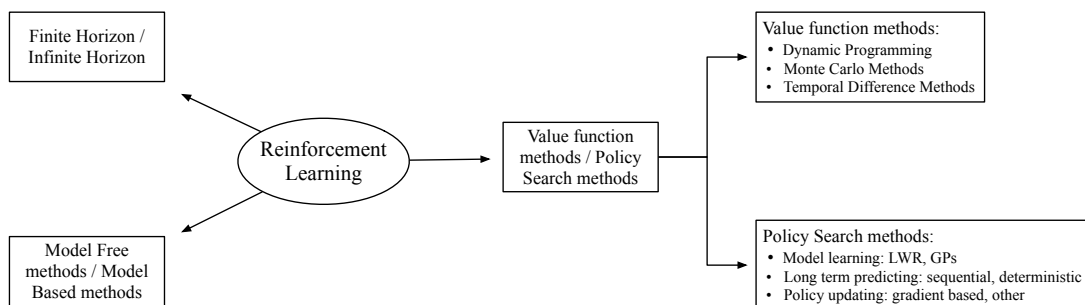 Finite Horizon /
Infinite Horizon
Reinforcement
Learning
Model Free
methods / Model
Based methods
Value function
methods / Policy
Search methods
Value function methods:
• Dynamic Programming
• Monte Carlo Methods
• Temporal Difference Methods
Policy Search methods:
• Model learning: LWR, GPs
• Long term predicting: sequential, deterministic
• Policy updating: gradient based, other